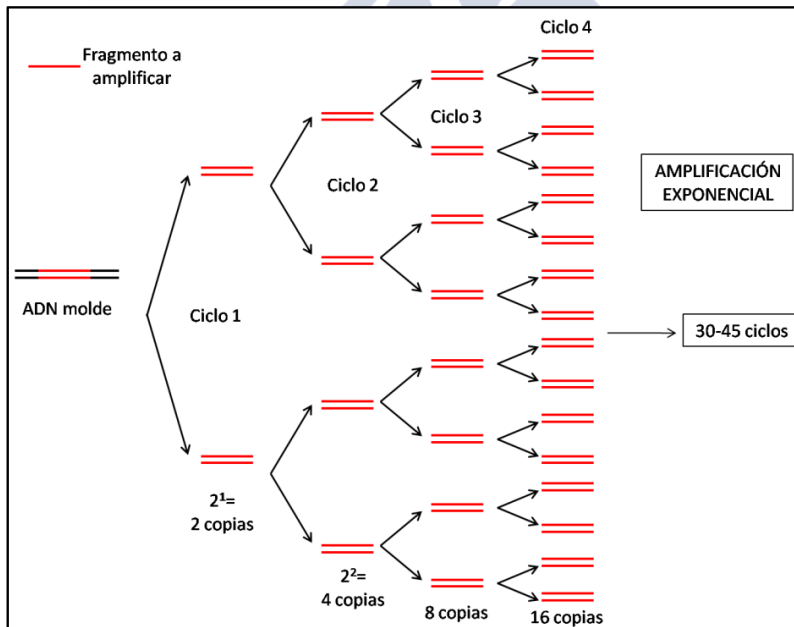 Fragmento a
amplificar
ADN molde
Ciclo 1
2¹=
2 copias
Ciclo 2
2²=
4 copias
Ciclo 3
8 copias
Ciclo 4
16 copias
AMPLIFICACIÓN
EXPONENCIAL
30-45 ciclos